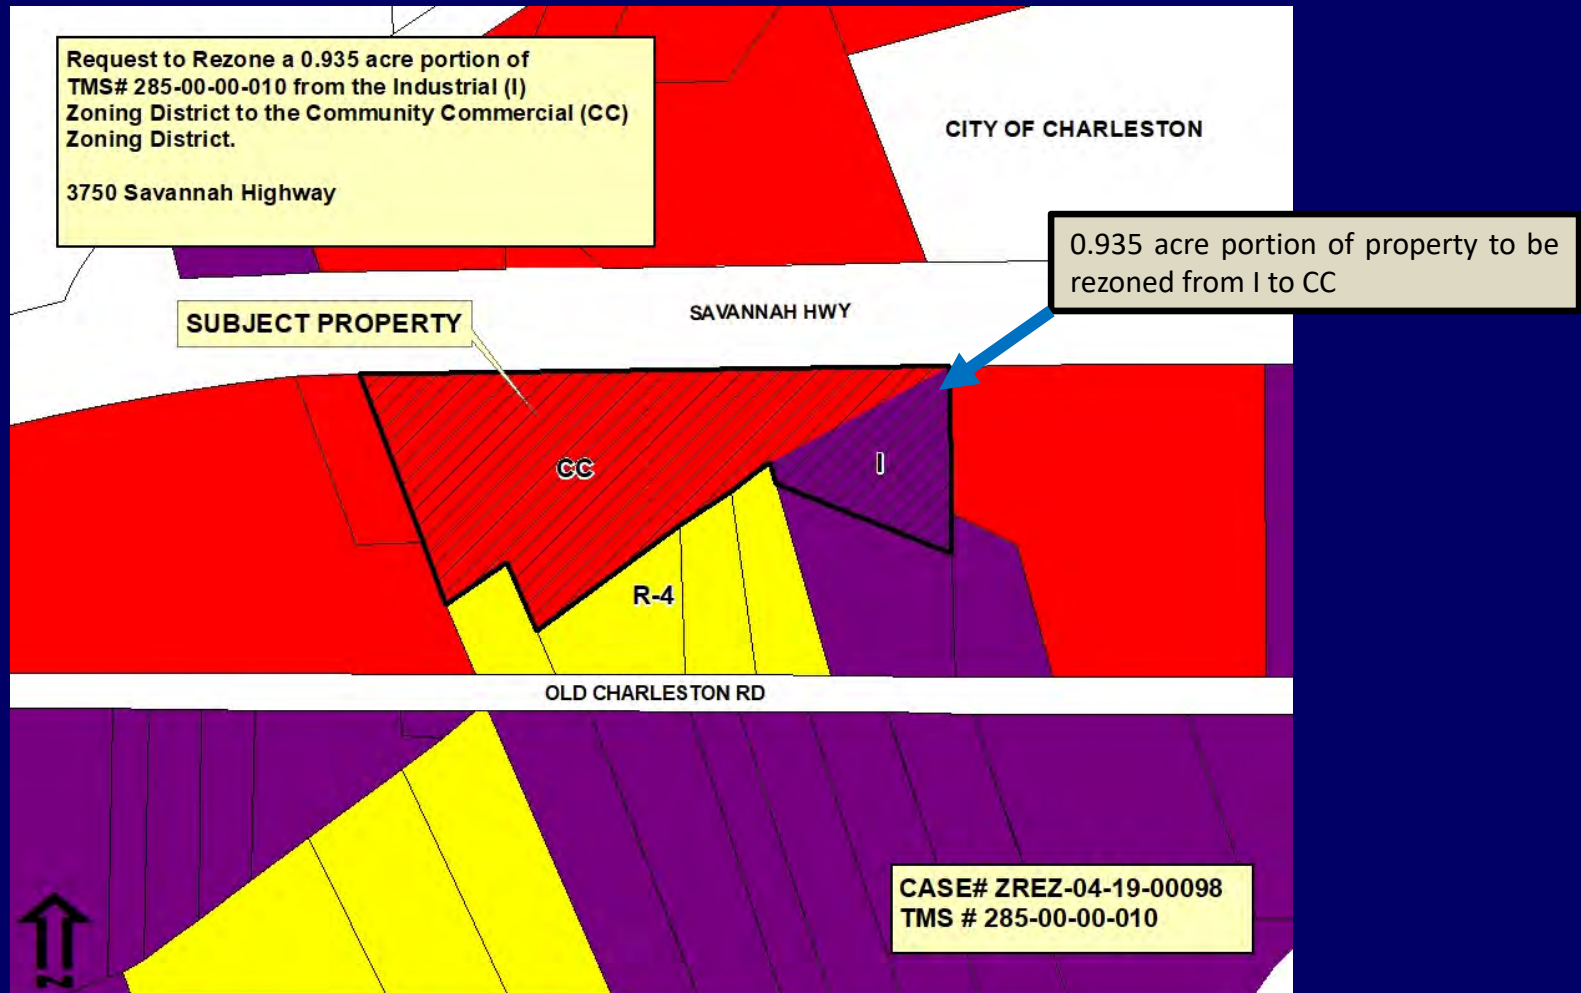 Request to Rezone a 0.935 acre portion of
TMS# 285-00-00-010 from the Industrial (I)
Zoning District to the Community Commercial (CC)
Zoning District.
3750 Savannah Highway
CITY OF CHARLESTON
0.935 acre portion of property to be
rezoned from I to CC
SAVANNAH HWY
SUBJECT PROPERTY
CC
I
R-4
OLD CHARLESTON RD
CASE# ZREZ-04-19-00098
TMS # 285-00-00-010
N